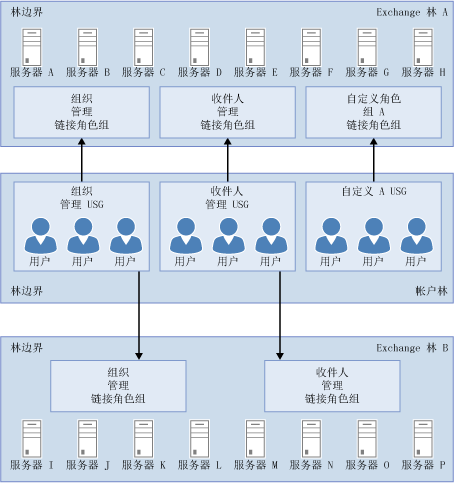 林边界
Exchange 林 A
服务器 A 服务器 B 服务器 C 服务器 D 服务器 E 服务器 F 服务器 G 服务器 H
组织
管理
链接角色组
收件人
管理
链接角色组
自定义角色
组 A
链接角色组
组织
管理 USG
用户 用户 用户
收件人
管理 USG
用户 用户 用户
自定义 A USG
用户 用户 用户
林边界
帐户林
林边界
Exchange 林 B
组织
管理
链接角色组
收件人
管理
链接角色组
服务器 I 服务器 J 服务器 K 服务器 L 服务器 M 服务器 N 服务器 O 服务器 P